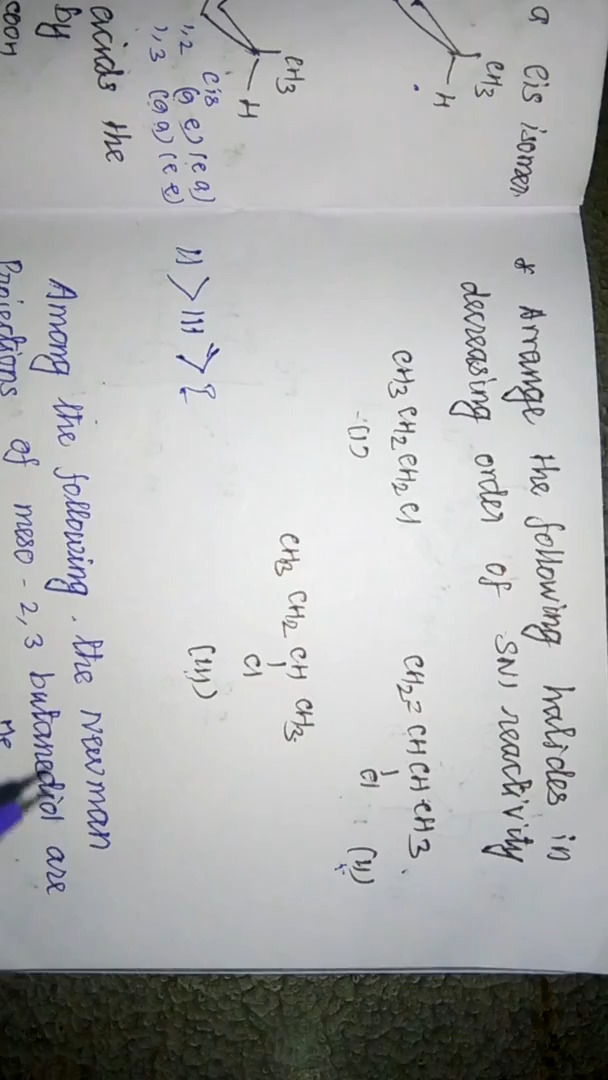 a cis isomer
CH3
H
CH3
H
cis
1,2 (a e) (e a)
1,3 (a a) (e e)
acids the
by
* Arrange the following halides in
decreasing order of SN1 reactivity
CH3 CH2 CH2 Cl
(I)
CH2 = CH CH CH3
Cl (II)
CH3 CH2 CH CH3
Cl
(III)
II > III > I
Among the following, the Newman
Projections of meso - 2, 3 butanediol are
Me